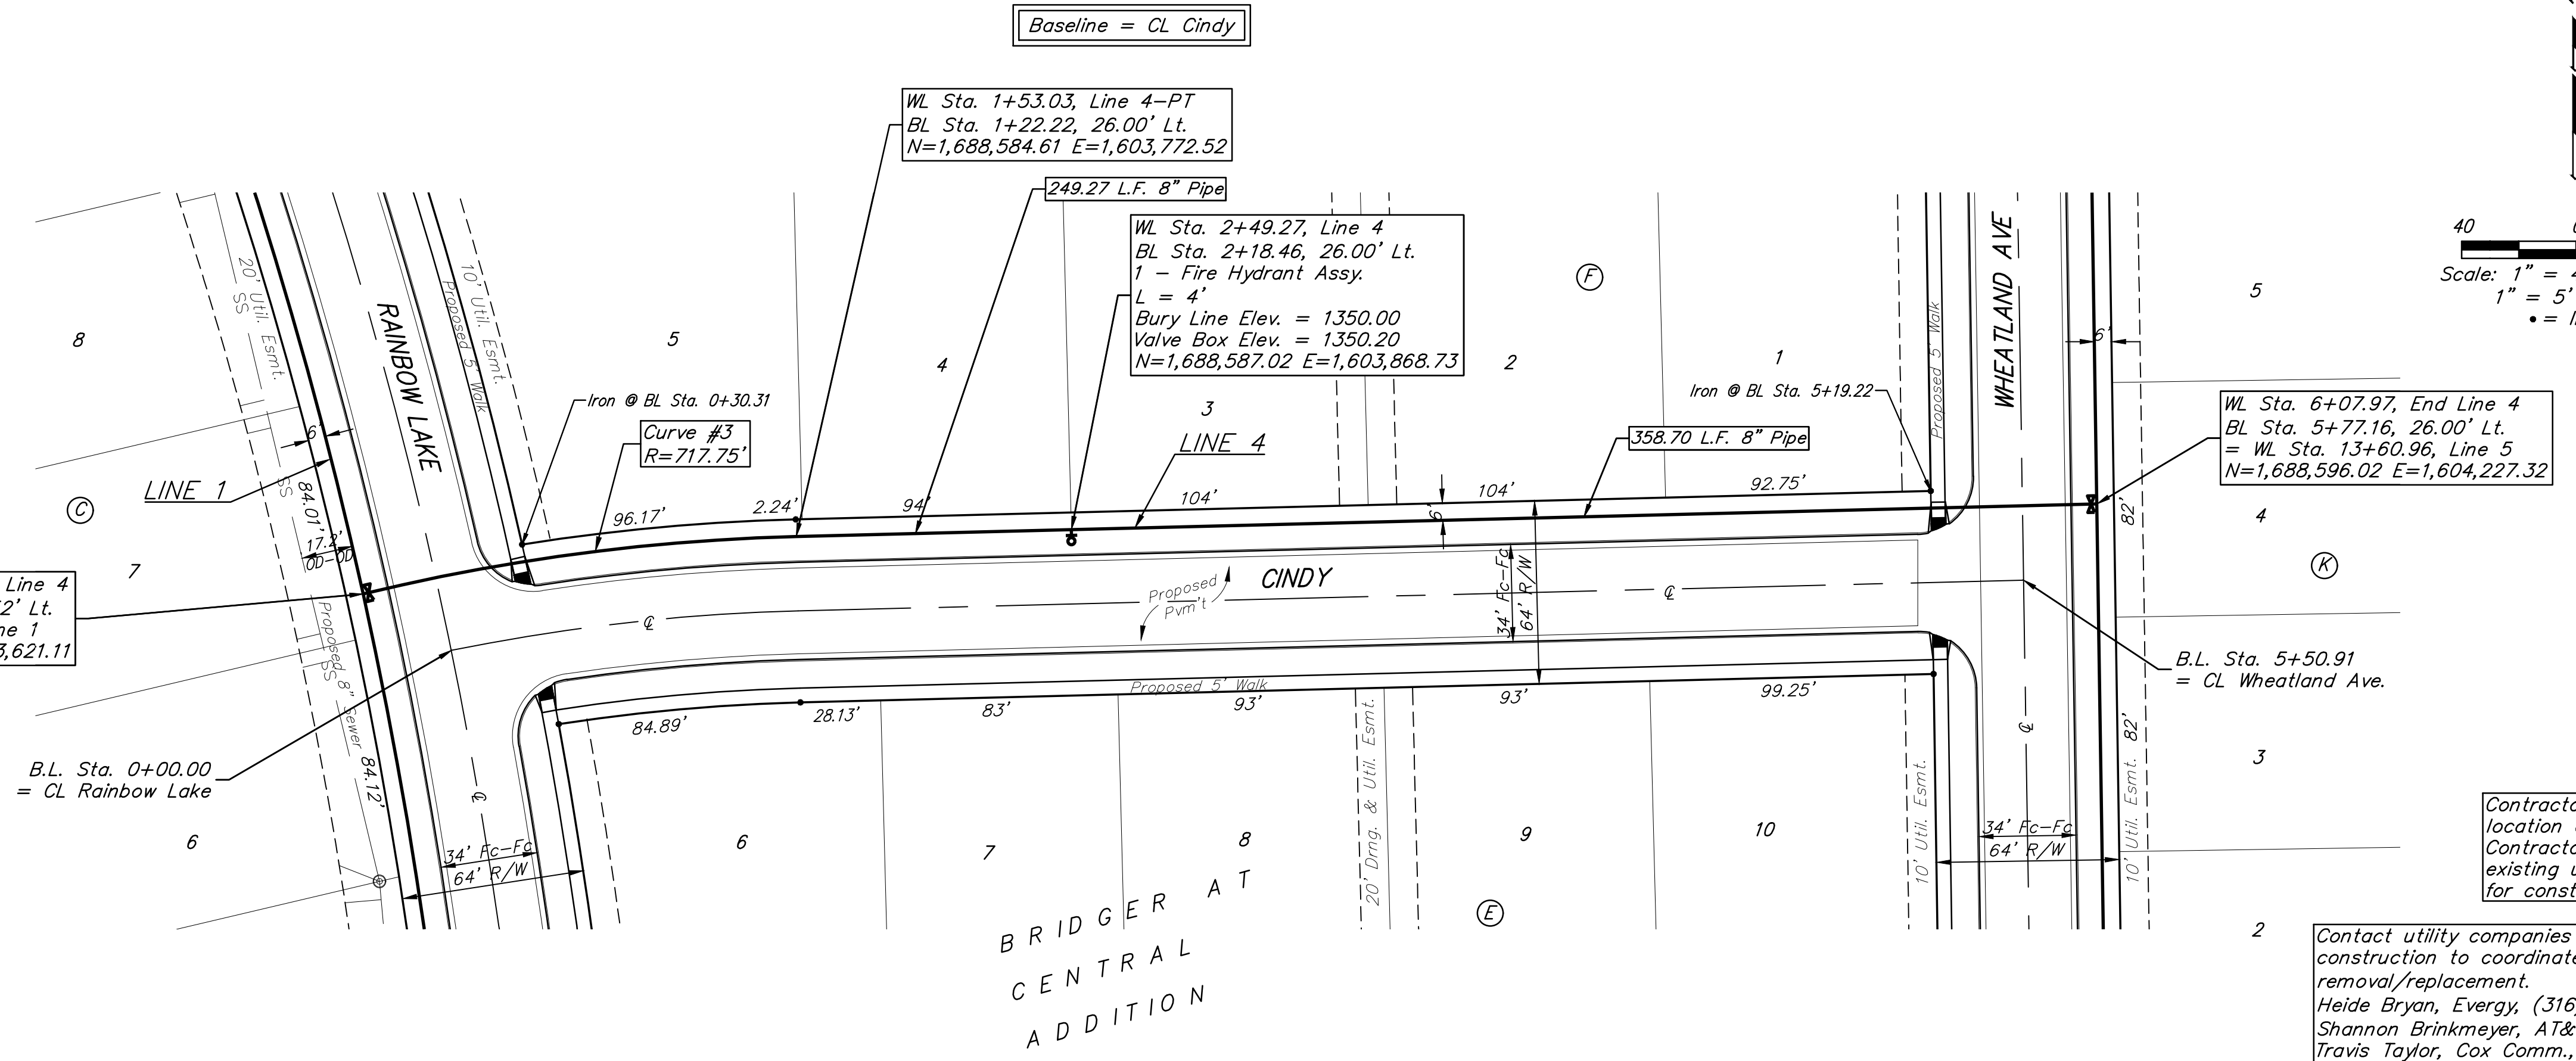 Baseline = CL Cindy
WL Sta. 1+53.03, Line 4-PT
BL Sta. 1+22.22, 26.00' Lt.
N=1,688,584.61 E=1,603,772.52
249.27 L.F. 8" Pipe
WL Sta. 2+49.27, Line 4
BL Sta. 2+18.46, 26.00' Lt.
1 - Fire Hydrant Assy.
L = 4'
Bury Line Elev. = 1350.00
Valve Box Elev. = 1350.20
N=1,688,587.02 E=1,603,868.73
40
Scale: 1" = 4
1" = 5'
• =
20' Util. Esmt.
SS
RAINBOW LAKE
Proposed 5' Walk
10' Util. Esmt.
8
5
4
3
2
1
F
Proposed 5' Walk
WHEATLAND AVE
6'
5
Iron @ BL Sta. 0+30.31
Curve #3
R=717.75'
LINE 4
358.70 L.F. 8" Pipe
Iron @ BL Sta. 5+19.22
WL Sta. 6+07.97, End Line 4
BL Sta. 5+77.16, 26.00' Lt.
= WL Sta. 13+60.96, Line 5
N=1,688,596.02 E=1,604,227.32
6'
LINE 1
C
SS
84.01'
17.2'
OD-OD
96.17'
2.24'
94'
104'
6'
104'
92.75'
82'
4
K
7
Line 4
2' Lt.
ne 1
3,621.11
Proposed 8" Sewer
SS
84.12'
℄
Proposed
Pvm't
CINDY
34' Fc-Fc
64' R/W
℄
B.L. Sta. 5+50.91
= CL Wheatland Ave.
B.L. Sta. 0+00.00
= CL Rainbow Lake
84.89'
28.13'
83'
Proposed 5' Walk
93'
93'
99.25'
℄
82'
3
6
℄
34' Fc-Fc
64' R/W
6
7
8
20' Drng. & Util. Esmt.
9
10
10' Util. Esmt.
34' Fc-Fc
64' R/W
10' Util. Esmt.
E
2
BRIDGER AT
CENTRAL
ADDITION
Contracto
location
Contracto
existing
for const
Contact utility companies
construction to coordinate
removal/replacement.
Heide Bryan, Evergy, (316
Shannon Brinkmeyer, AT&
Travis Taylor, Cox Comm.,